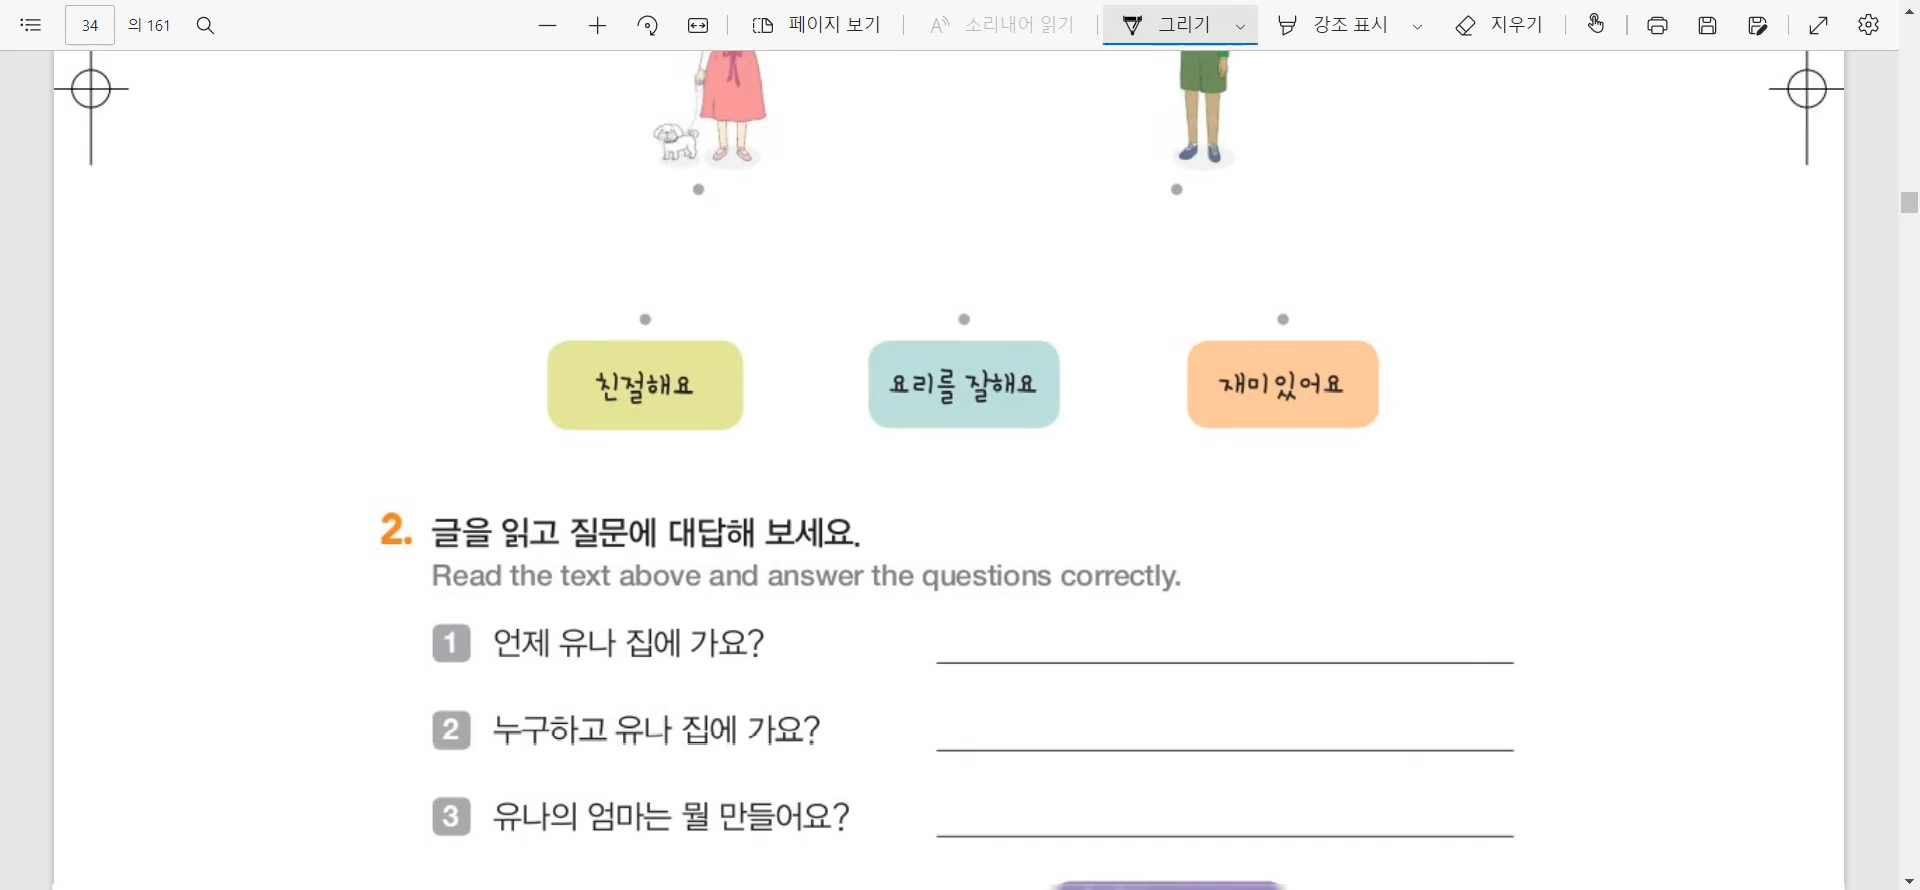 34 의 161 페이지 보기 A 소리내어 읽기 그리기 강조 표시 지우기
친절해요 요리를 잘해요 재미있어요
2. 글을 읽고 질문에 대답해 보세요.
Read the text above and answer the questions correctly.
1 언제 유나 집에 가요?
2 누구하고 유나 집에 가요?
3 유나의 엄마는 뭘 만들어요?